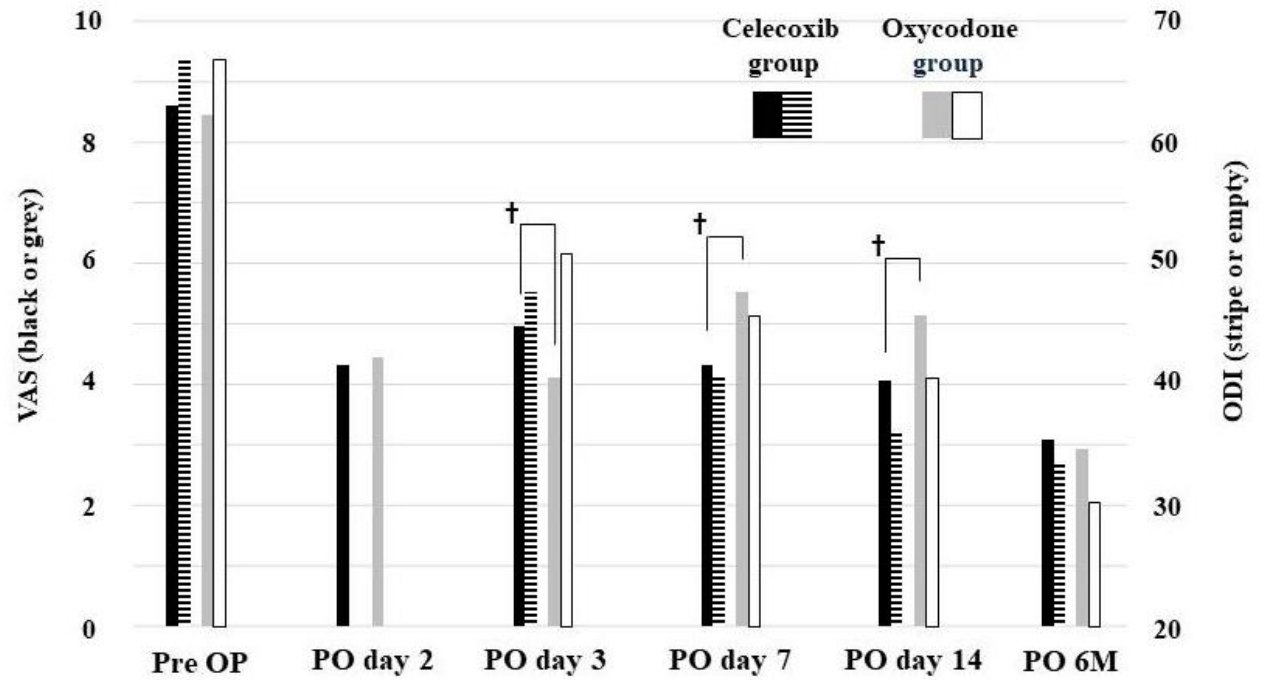 10
8
6
4
2
0
VAS (black or grey)
Celecoxib
group
Oxycodone
group
†
†
†
70
60
50
40
30
20
ODI (stripe or empty)
Pre OP
PO day 2
PO day 3
PO day 7
PO day 14
PO 6M